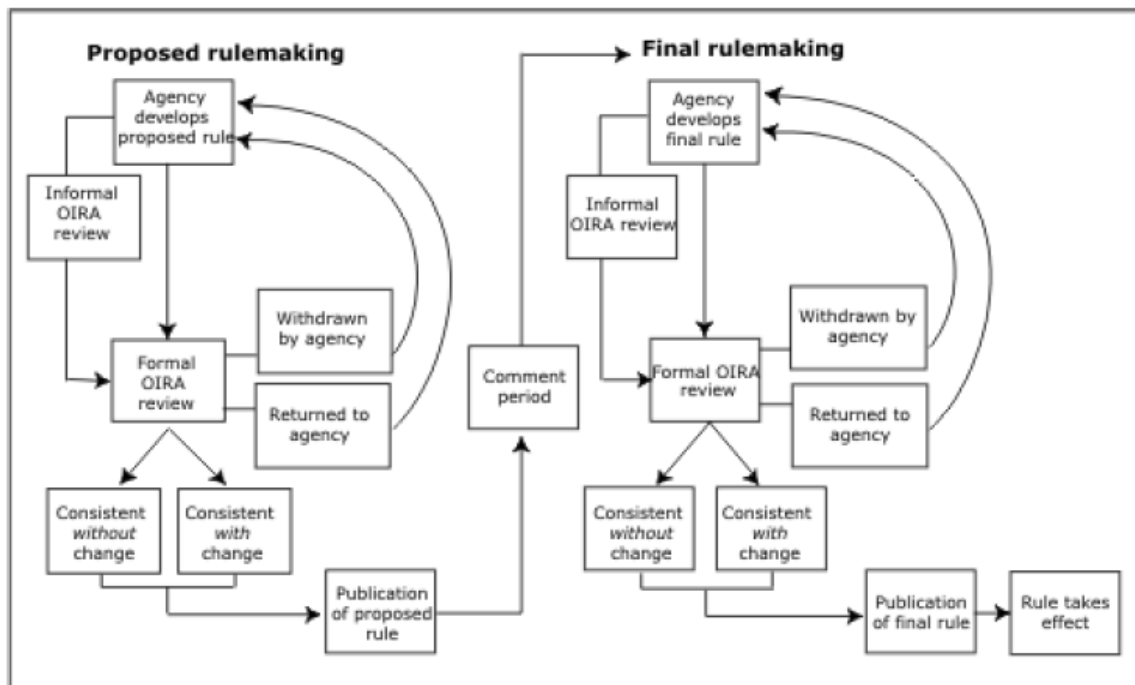 Proposed rulemaking
Agency
develops
proposed rule
Informal
OIRA
review
Withdrawn
by agency
Formal
OIRA
review
Returned to
agency
Consistent
without
change
Consistent
with
change
Publication
of proposed
rule
Comment
period
Final rulemaking
Agency
develops
final rule
Informal
OIRA review
Withdrawn by
agency
Formal OIRA
review
Returned to
agency
Consistent
without
change
Consistent
with
change
Publication
of final rule
Rule takes
effect